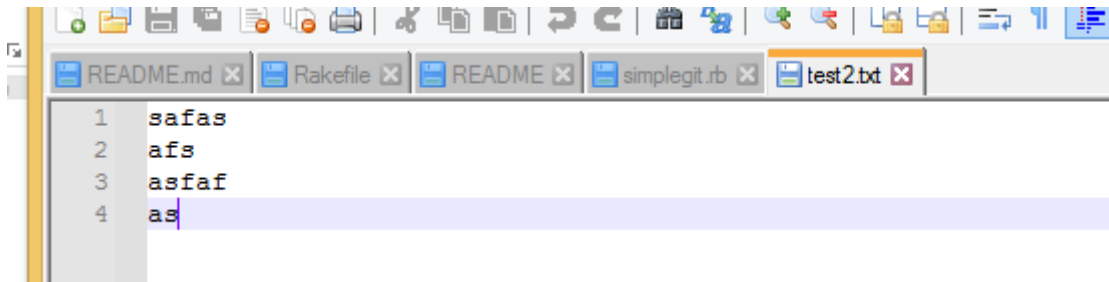 README.md Rakefile README simplegit.rb test2.txt
1 safas
2 afs
3 asfaf
4 as